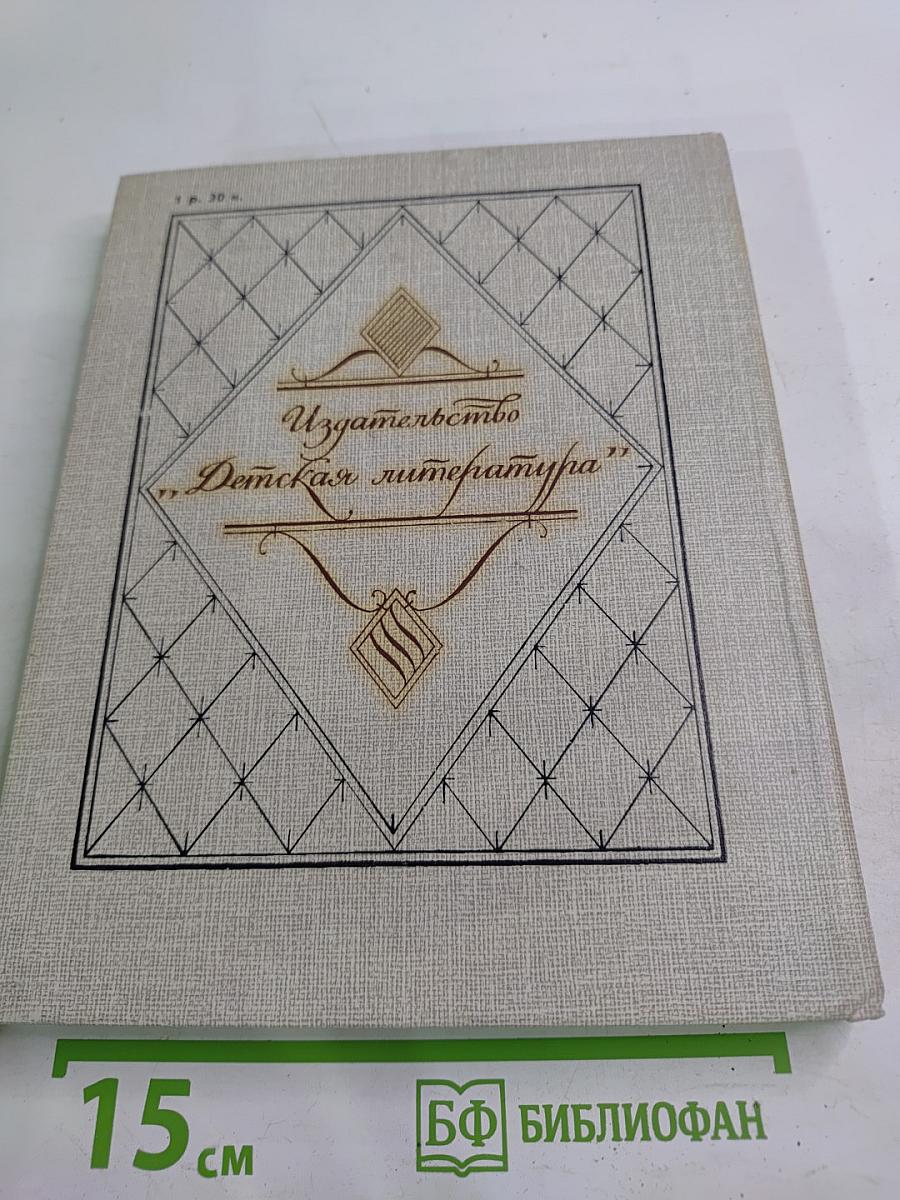 1 р. 30 к.
Издательство
„Детская литература”
15 см
БФ БИБЛИОФАН